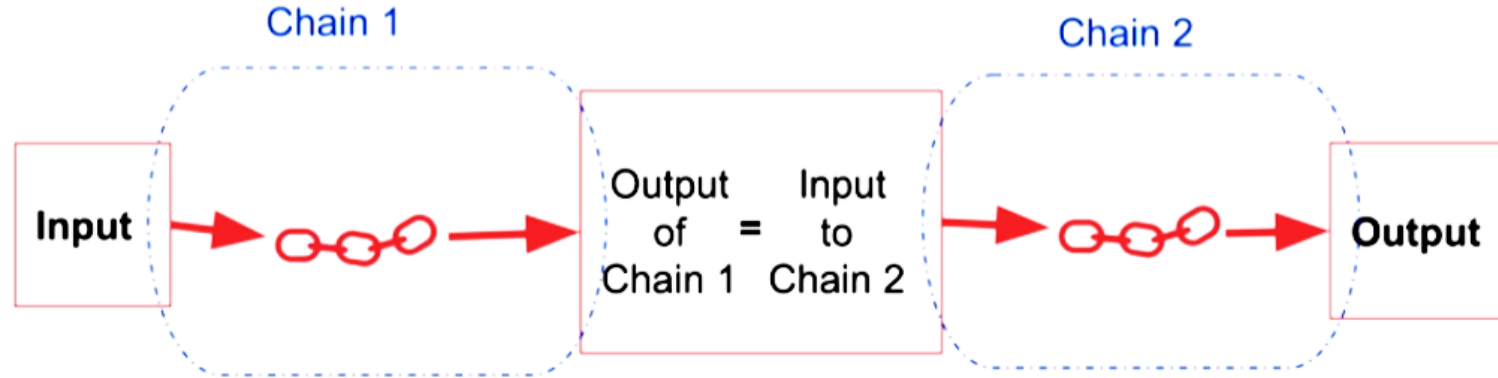 Chain 1
Chain 2
Input
Output
of
Chain 1
=
Input
to
Chain 2
Output